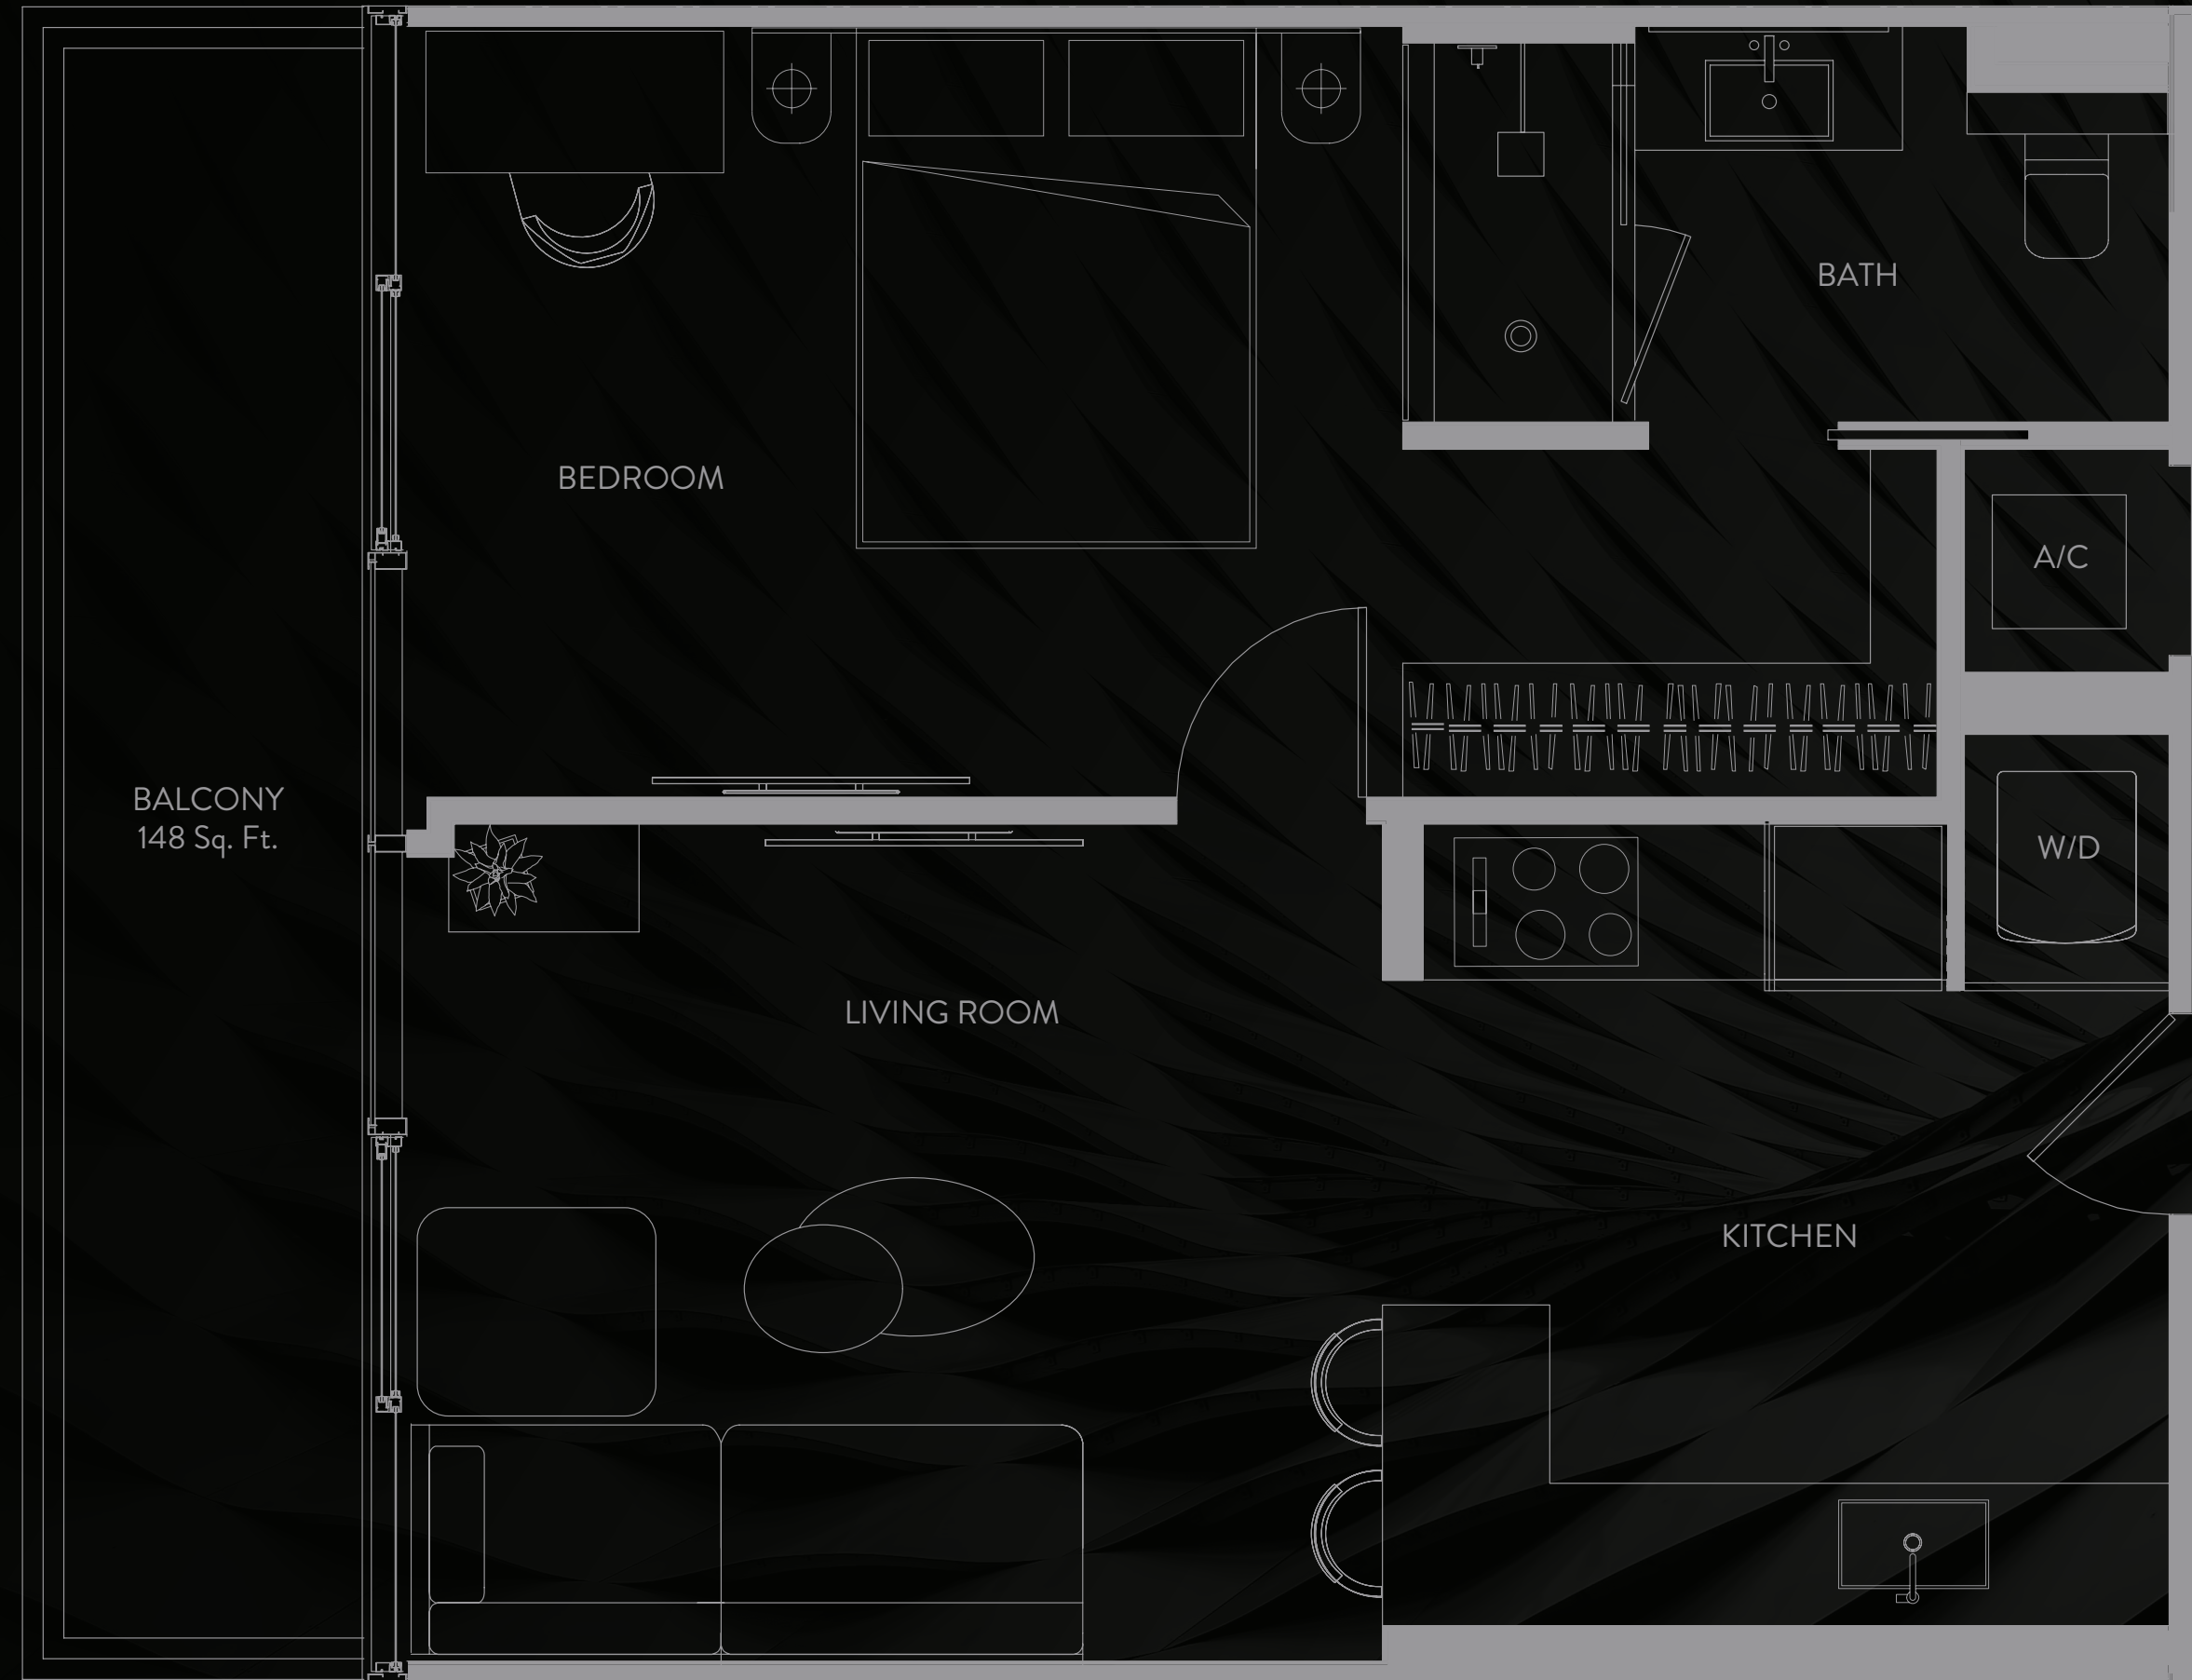 BATH
BEDROOM
A/C
BALCONY
148 Sq. Ft.
W/D
LIVING ROOM
KITCHEN